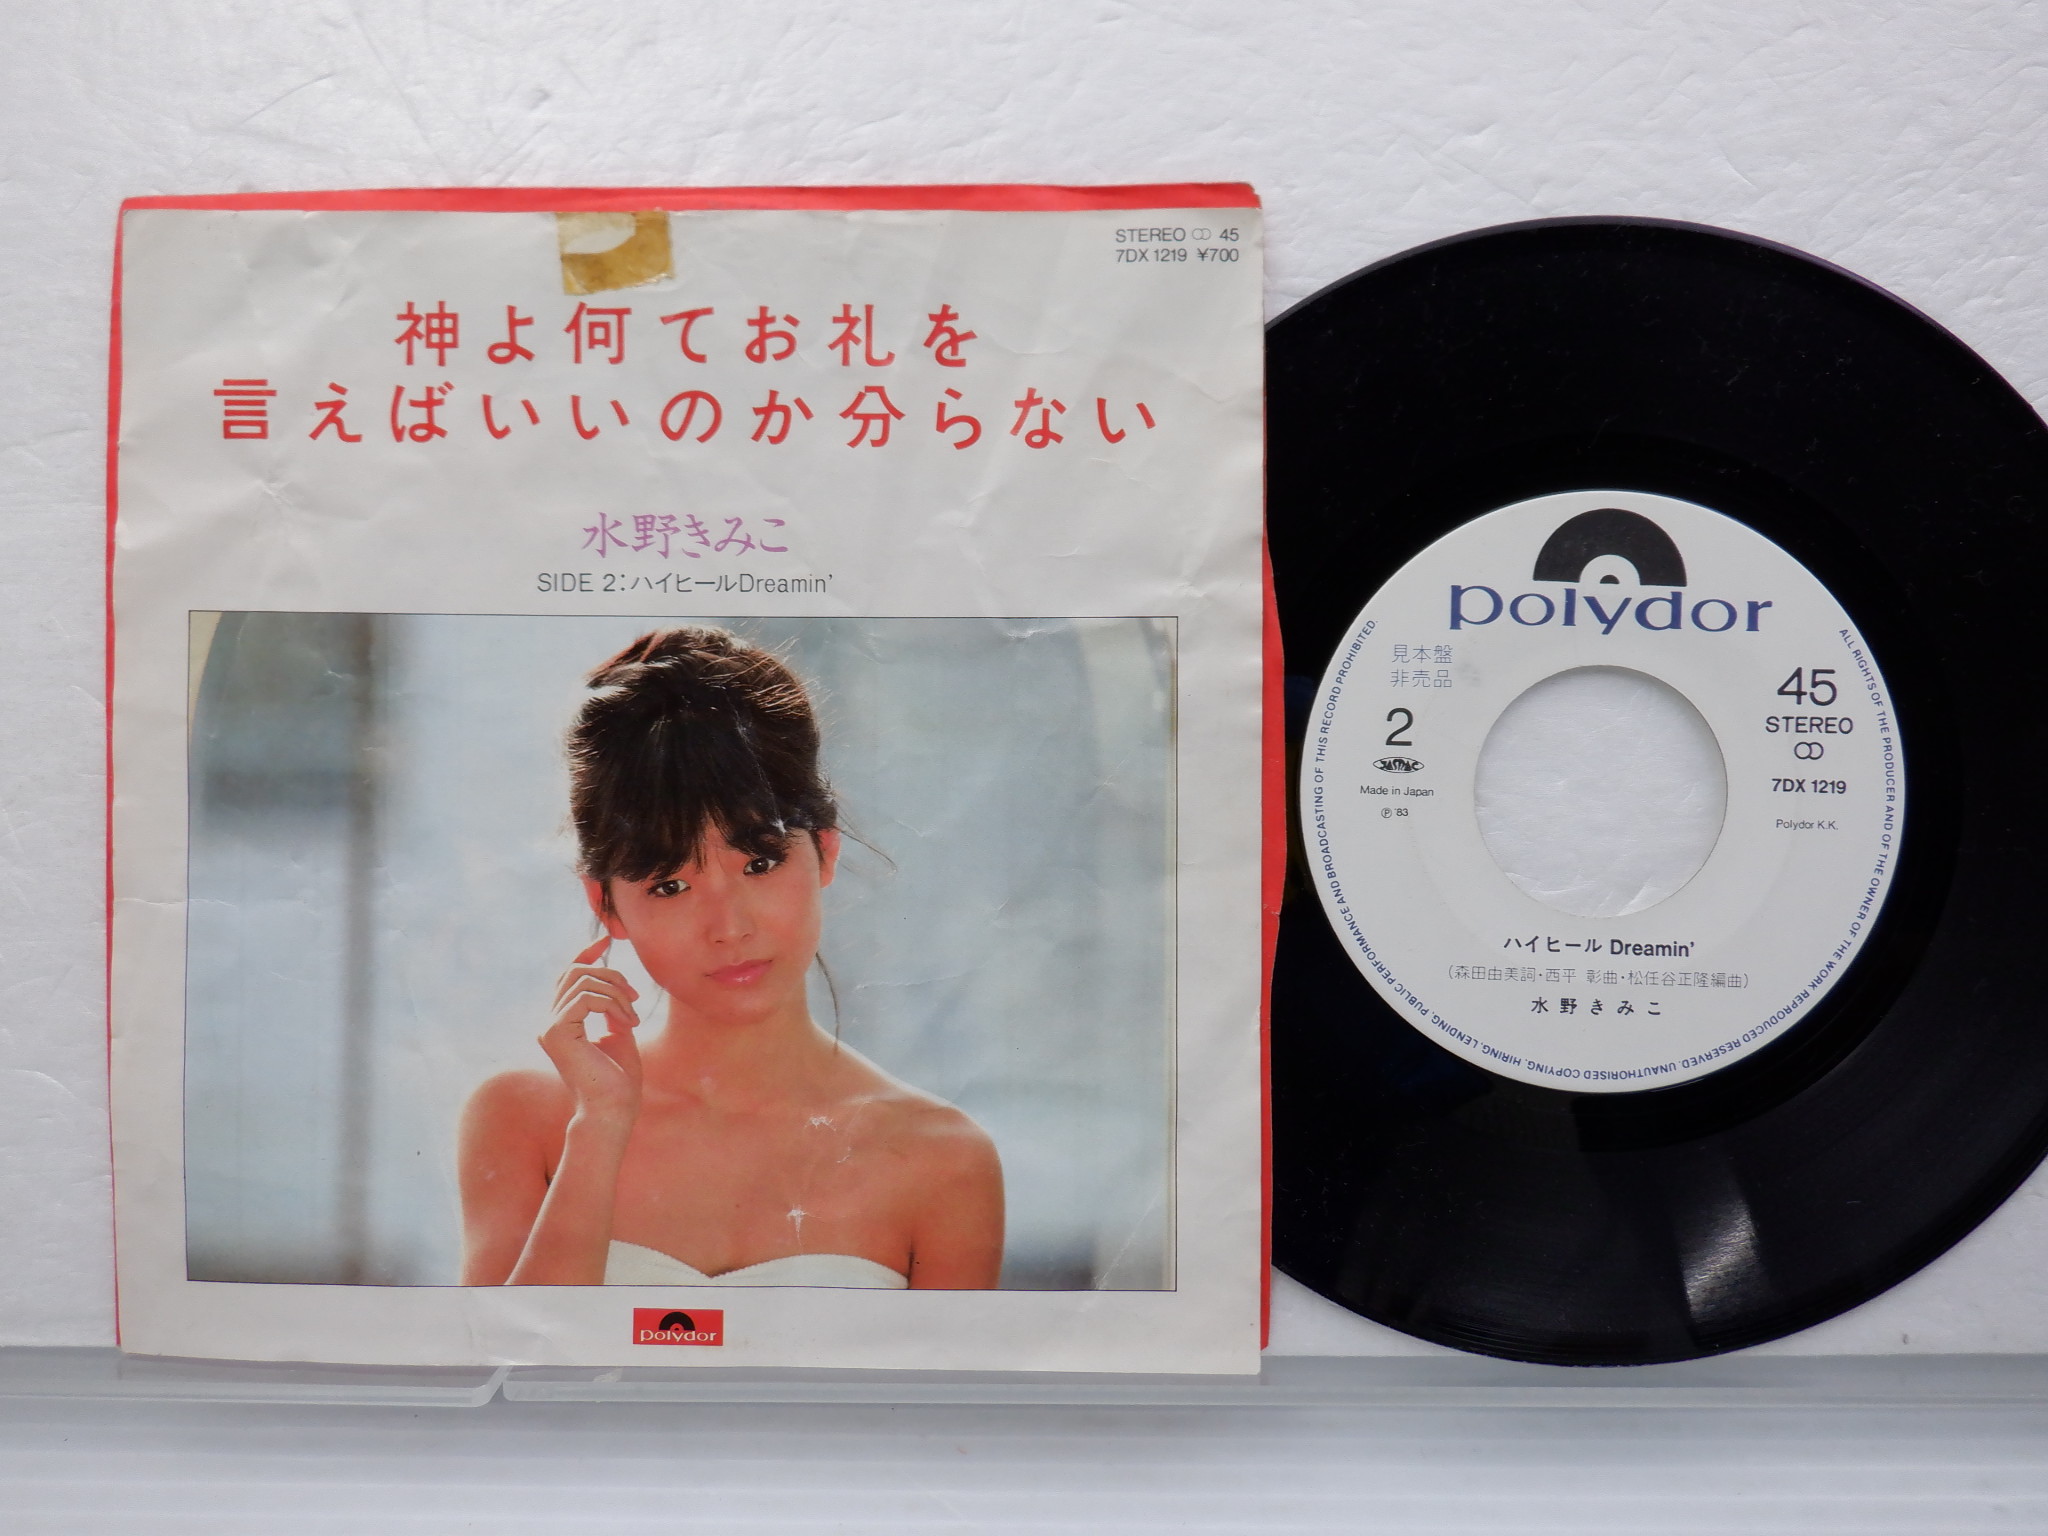 STEREO 45
7DX 1219 ¥700
神よ何てお礼を
言えばいいのか分らない
水野きみこ
SIDE 2：ハイヒールDreamin'
polydor
polydor
見本盤
非売品
2
JASRAC
Made in Japan
Ⓟ '83
45
STEREO
7DX 1219
Polydor K.K.
ハイヒール Dreamin'
(森田由美詞・西平 彰曲・松任谷正隆編曲)
水野きみこ
ALL RIGHTS OF THE PRODUCER AND OF THE OWNER OF THE WORK REPRODUCED RESERVED. UNAUTHORISED COPYING, HIRING, LENDING, PUBLIC PERFORMANCE AND BROADCASTING OF THIS RECORD PROHIBITED.